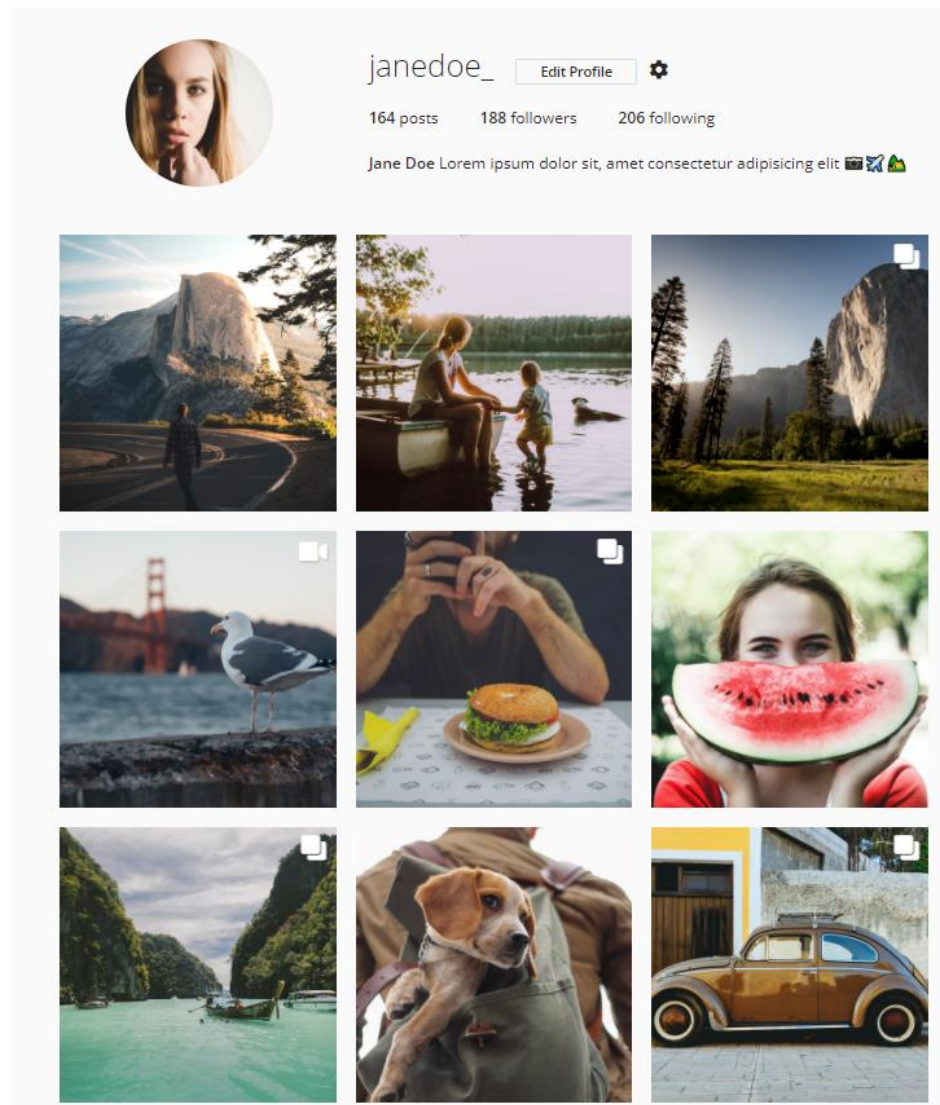 janedoe_ Edit Profile
164 posts 188 followers 206 following
Jane Doe Lorem ipsum dolor sit, amet consectetur adipisicing elit 📷✈️🏕️